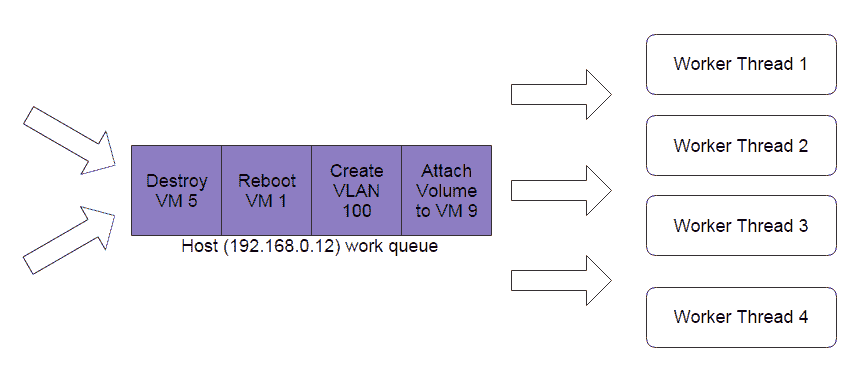 Destroy
VM 5
Reboot
VM 1
Create
VLAN
100
Attach
Volume
to VM 9
Host (192.168.0.12) work queue
Worker Thread 1
Worker Thread 2
Worker Thread 3
Worker Thread 4